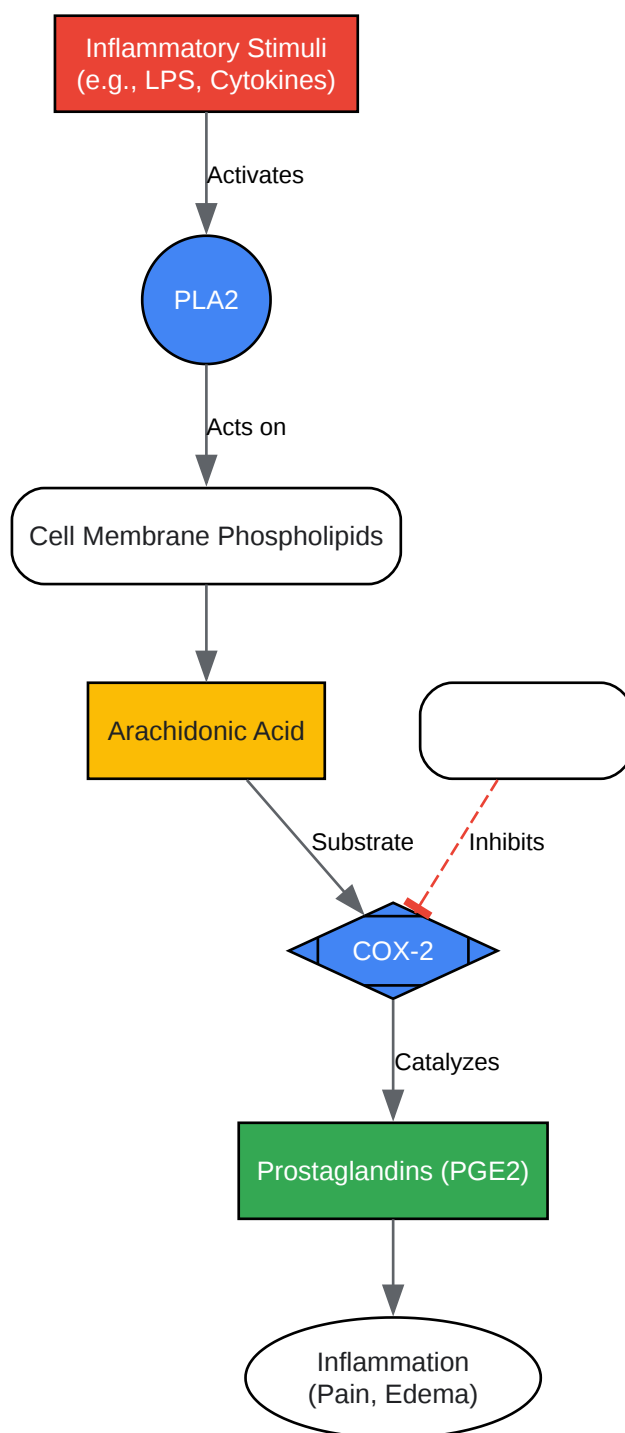 Inflammatory Stimuli
(e.g., LPS, Cytokines)
Activates
PLA2
Acts on
Cell Membrane Phospholipids
Arachidonic Acid
Substrate
Inhibits
COX-2
Catalyzes
Prostaglandins (PGE2)
Inflammation
(Pain, Edema)